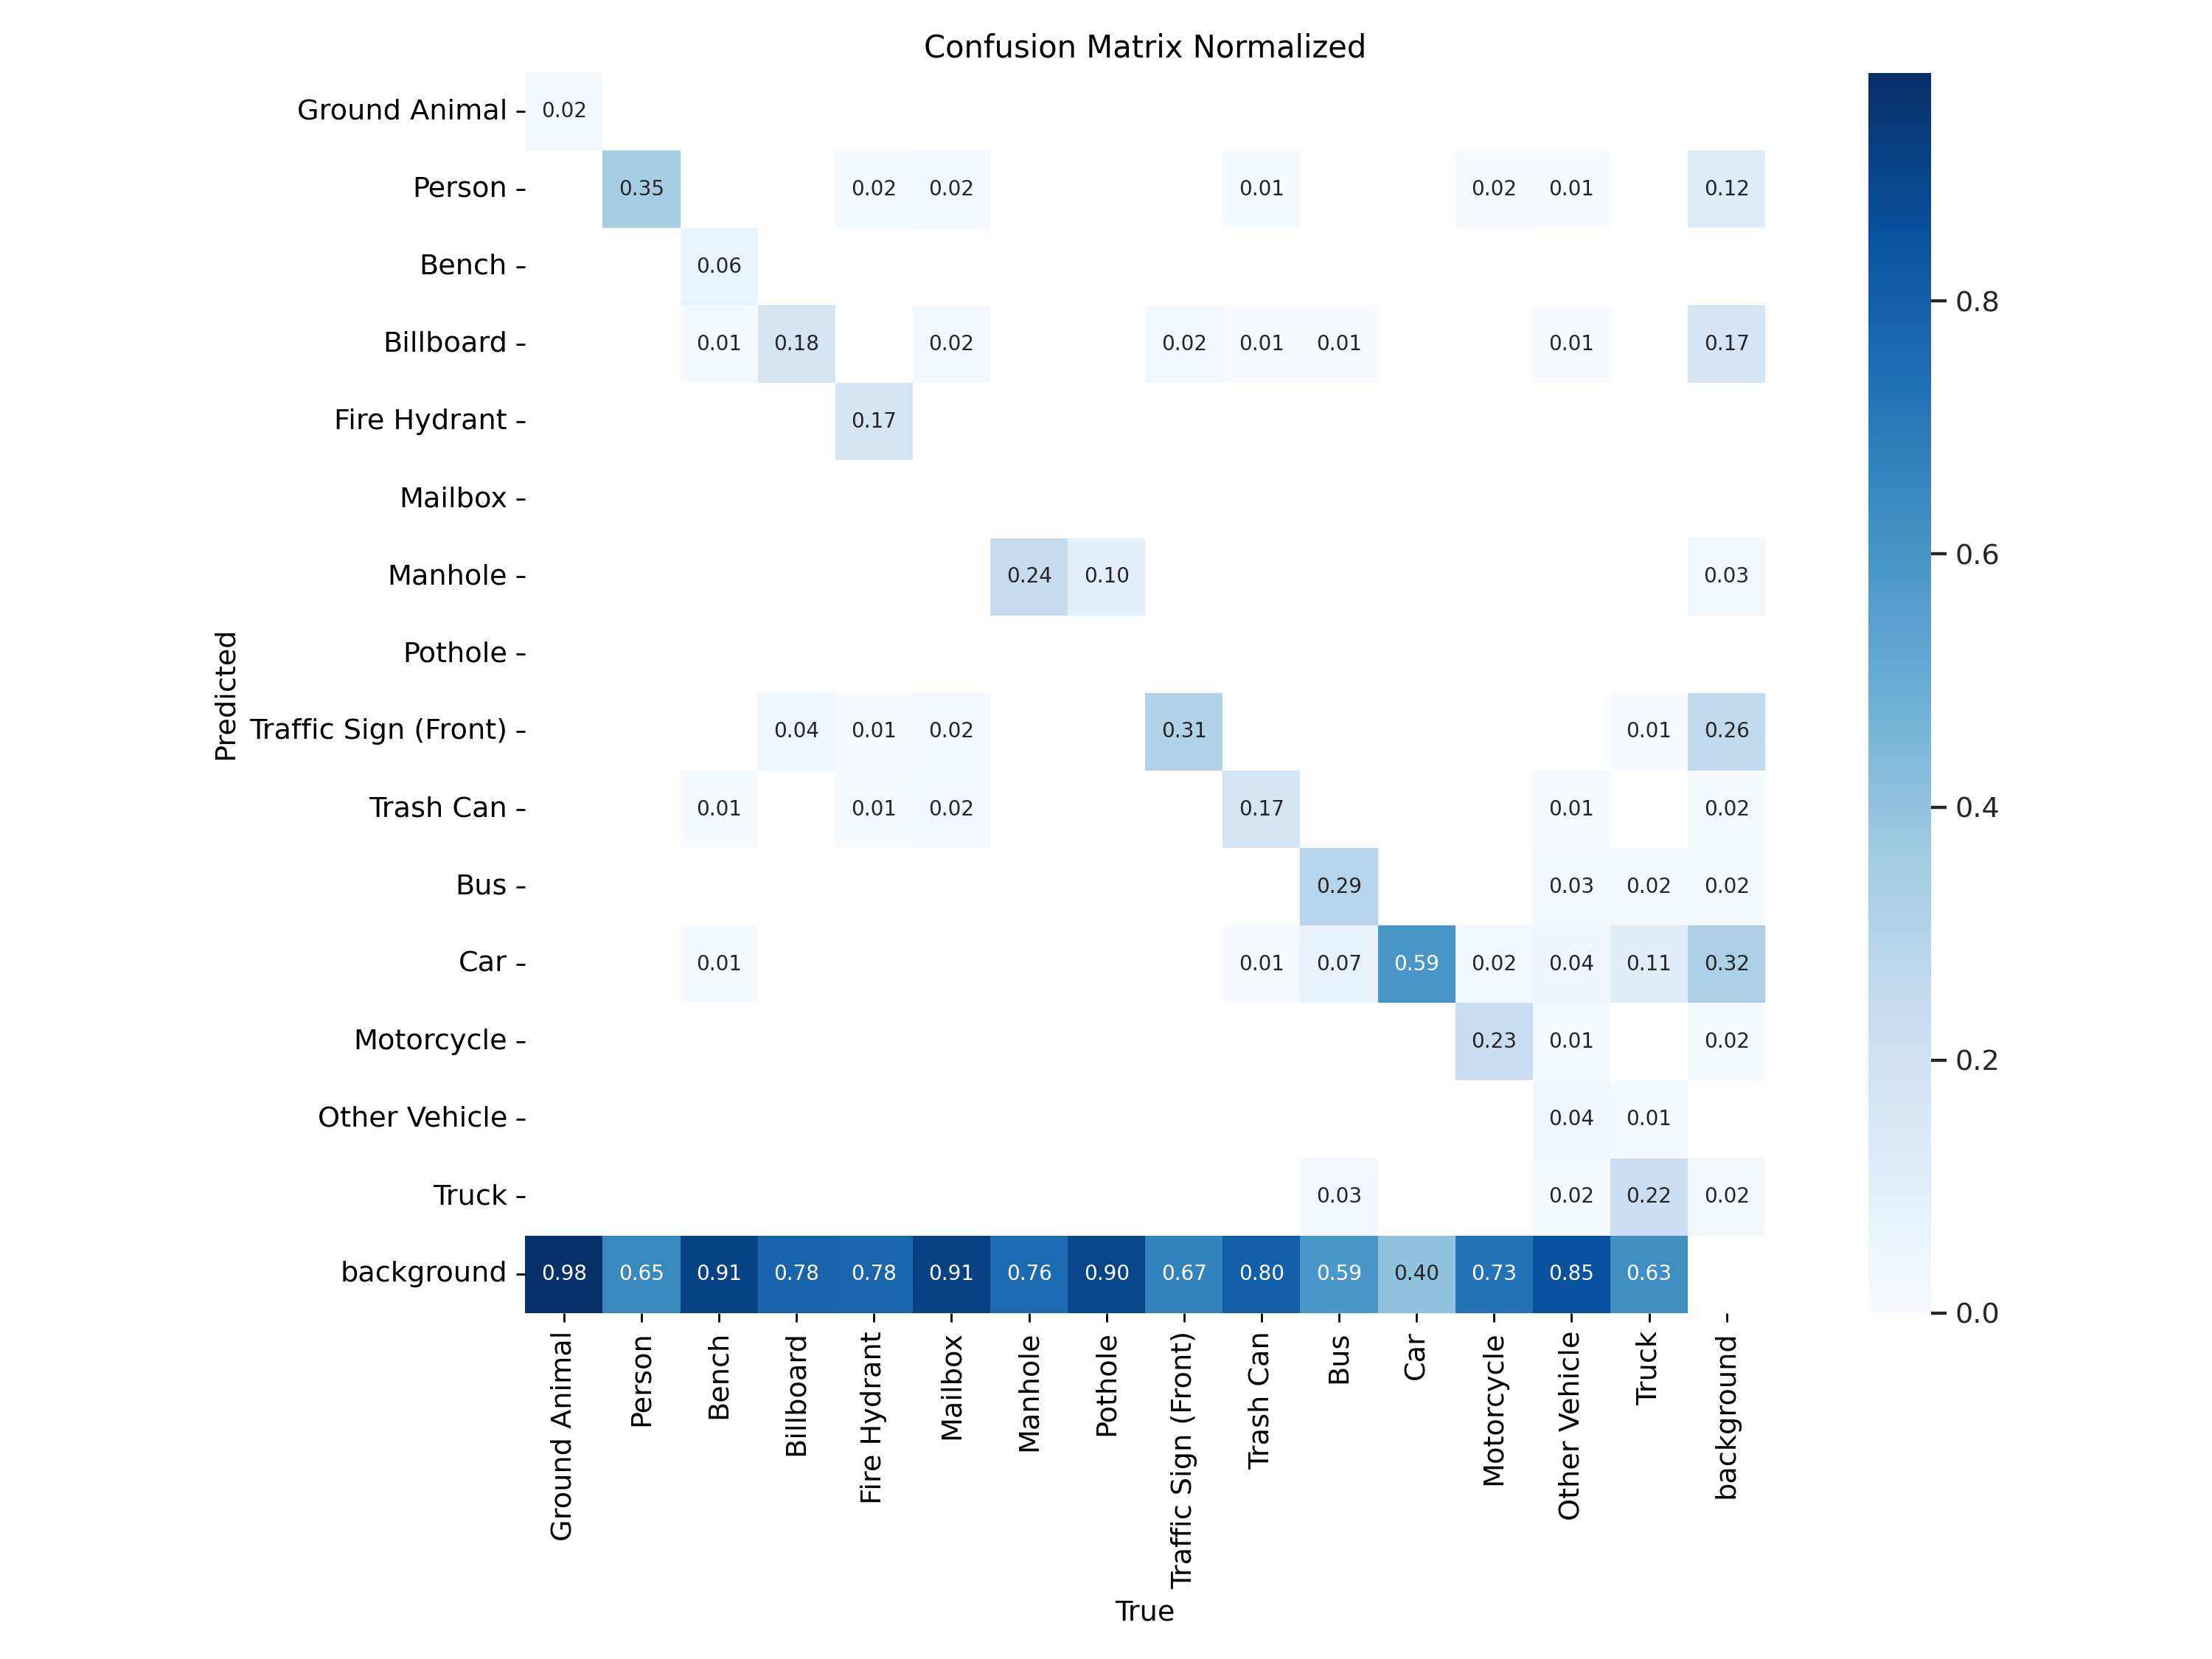 Confusion Matrix Normalized
Ground Animal 0.02
Person 0.35 0.02 0.02 0.01 0.02 0.01 0.12
Bench 0.06
Billboard 0.01 0.18 0.02 0.02 0.01 0.01 0.01 0.17
Fire Hydrant 0.17
Mailbox
Manhole 0.24 0.10 0.03
Pothole
Traffic Sign (Front) 0.04 0.01 0.02 0.31 0.01 0.26
Trash Can 0.01 0.01 0.02 0.17 0.01 0.02
Bus 0.29 0.03 0.02 0.02
Car 0.01 0.01 0.07 0.59 0.02 0.04 0.11 0.32
Motorcycle 0.23 0.01 0.02
Other Vehicle 0.04 0.01
Truck 0.03 0.02 0.22 0.02
background 0.98 0.65 0.91 0.78 0.78 0.91 0.76 0.90 0.67 0.80 0.59 0.40 0.73 0.85 0.63
Predicted
Ground Animal
Person
Bench
Billboard
Fire Hydrant
Mailbox
Manhole
Pothole
Traffic Sign (Front)
Trash Can
Bus
Car
Motorcycle
Other Vehicle
Truck
background
True
0.8
0.6
0.4
0.2
0.0